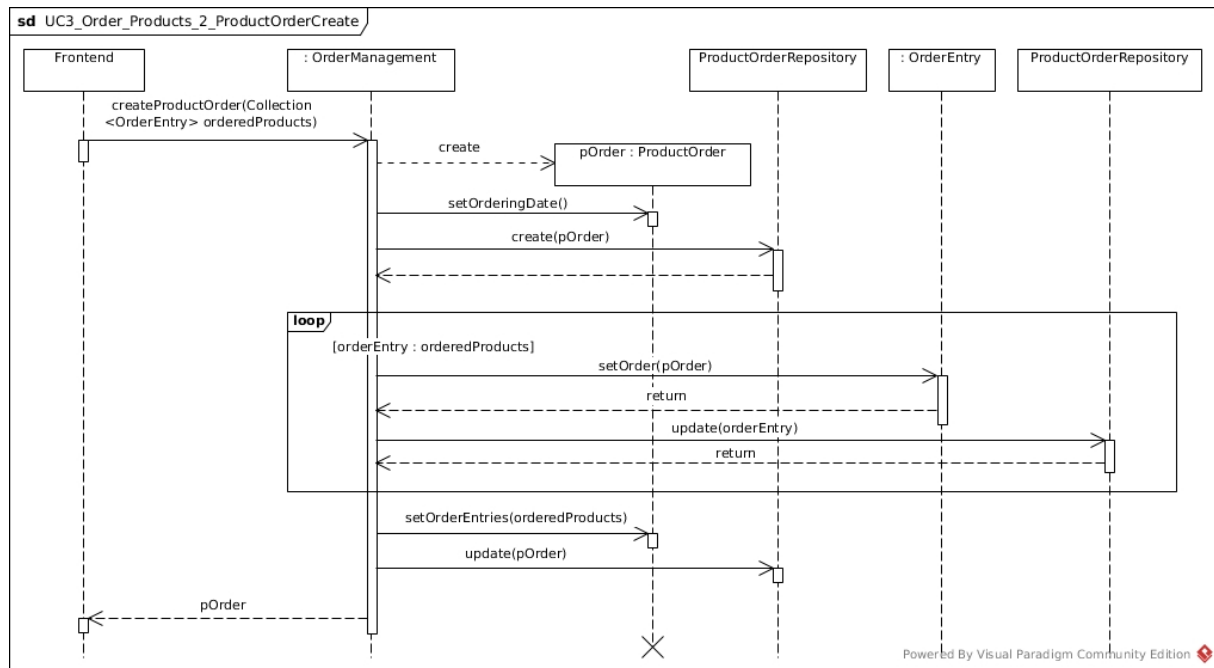 sd UC3_Order_Products_2_ProductOrderCreate
Frontend
: OrderManagement
ProductOrderRepository
: OrderEntry
ProductOrderRepository
createProductOrder(Collection
<OrderEntry> orderedProducts)
create
pOrder : ProductOrder
setOrderingDate()
create(pOrder)
loop
[orderEntry : orderedProducts]
setOrder(pOrder)
return
update(orderEntry)
return
setOrderEntries(orderedProducts)
update(pOrder)
pOrder
Powered By Visual Paradigm Community Edition